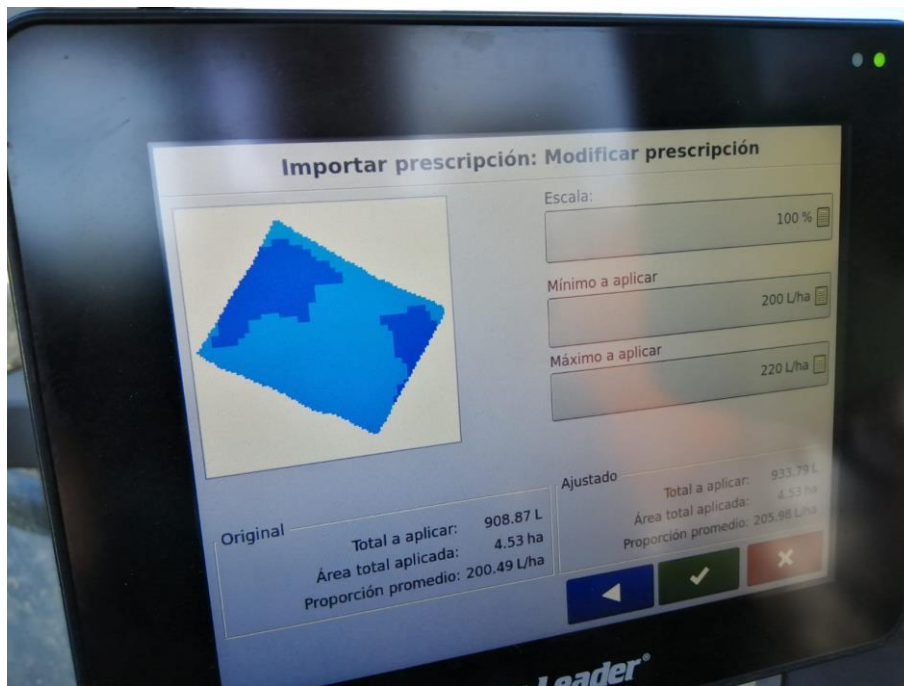 Importar prescripción: Modificar prescripción
Escala:
100 %
Mínimo a aplicar
200 L/ha
Máximo a aplicar
220 L/ha
Original
Total a aplicar: 908.87 L
Área total aplicada: 4.53 ha
Proporción promedio: 200.49 L/ha
Ajustado
Total a aplicar: 933.79 L
Área total aplicada: 4.53 ha
Proporción promedio: 205.98 L/ha
Leader®